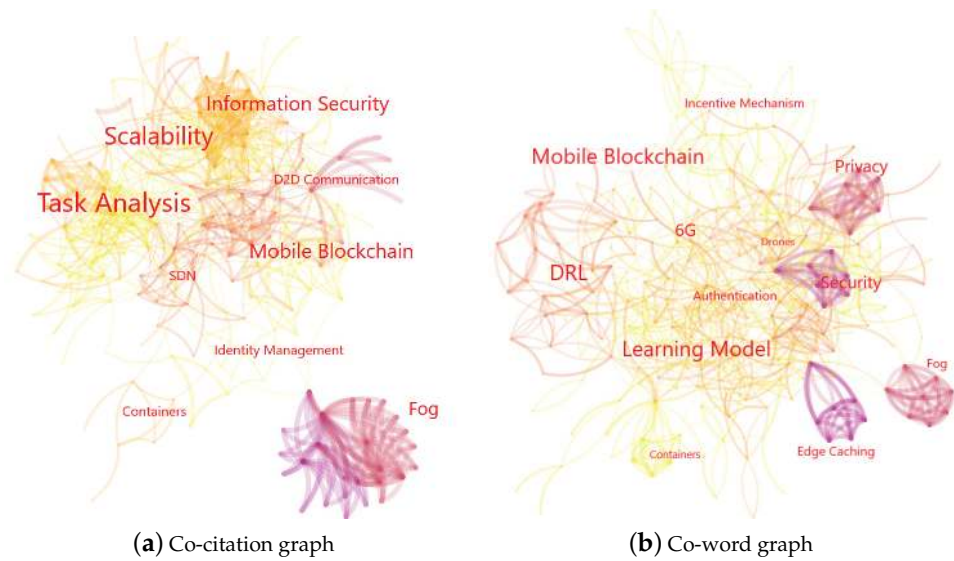 Information Security
Scalability
D2D Communication
Task Analysis
Mobile Blockchain
SDN
Identity Management
Containers
Fog
(a) Co-citation graph
Incentive Mechanism
Mobile Blockchain
Privacy
6G
Drones
DRL
Security
Authentication
Learning Model
Fog
Edge Caching
Containers
(b) Co-word graph